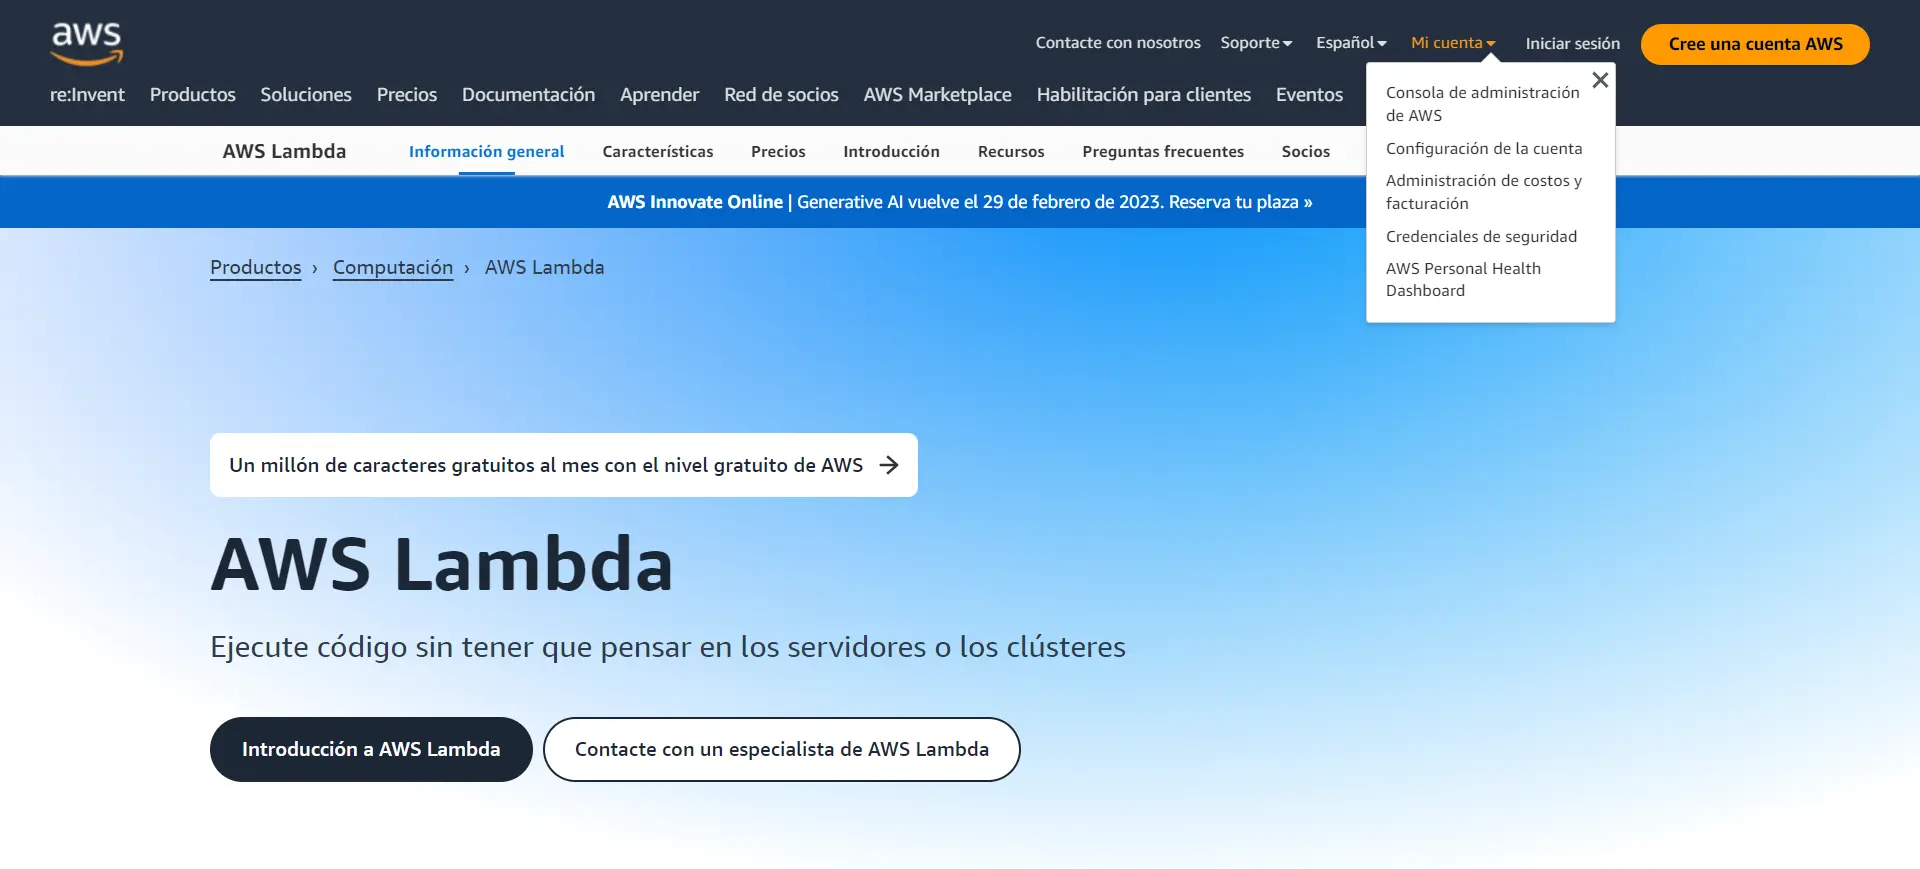 aws
Contacte con nosotros Soporte Español Mi cuenta Iniciar sesión Cree una cuenta AWS
re:Invent Productos Soluciones Precios Documentación Aprender Red de socios AWS Marketplace Habilitación para clientes Eventos
Consola de administración
de AWS
Configuración de la cuenta
Administración de costos y
facturación
Credenciales de seguridad
AWS Personal Health
Dashboard
AWS Lambda Información general Características Precios Introducción Recursos Preguntas frecuentes Socios
AWS Innovate Online | Generative AI vuelve el 29 de febrero de 2023. Reserva tu plaza »
Productos › Computación › AWS Lambda
Un millón de caracteres gratuitos al mes con el nivel gratuito de AWS →
AWS Lambda
Ejecute código sin tener que pensar en los servidores o los clústeres
Introducción a AWS Lambda Contacte con un especialista de AWS Lambda